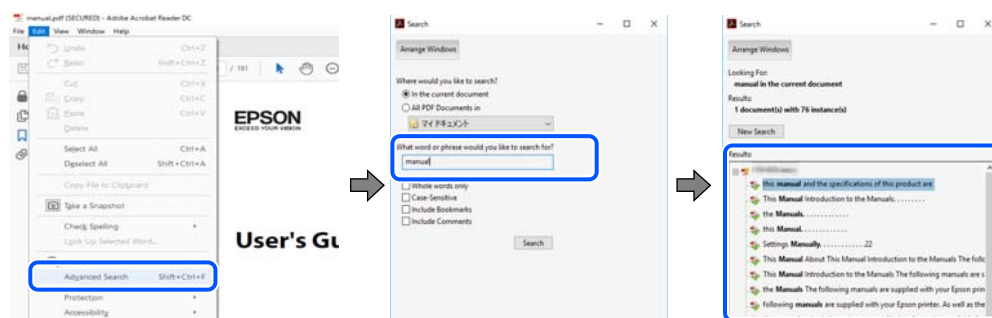 manual.pdf (SECURED) - Adobe Acrobat Reader DC
File Edit View Window Help
Undo Ctrl+Z
Redo Shift+Ctrl+Z
Cut Ctrl+X
Copy Ctrl+C
Paste Ctrl+V
Delete
Select All Ctrl+A
Deselect All Shift+Ctrl+A
Copy File to Clipboard
Take a Snapshot
Check Spelling
Look Up Selected Word...
Advanced Search Shift+Ctrl+F
Protection
Accessibility
/ 181
EPSON
EXCEED YOUR VISION
User's Gu
Search
Arrange Windows
Where would you like to search?
In the current document
All PDF Documents in
マイ ドキュメント
What word or phrase would you like to search for?
manual
Whole words only
Case-Sensitive
Include Bookmarks
Include Comments
Search
Search
Arrange Windows
Looking For:
manual in the current document
Results:
1 document(s) with 76 instance(s)
New Search
Results:
this manual and the specifications of this product are
This Manual Introduction to the Manuals. . . . . . . .
the Manuals. . . . . . . . . . . .
this Manual. . . . . . . . . . . .
Settings Manually. . . . . . . . . . . .22
This Manual About This Manual Introduction to the Manuals The follo
This Manual Introduction to the Manuals The following manuals are s
the Manuals The following manuals are supplied with your Epson prin
following manuals are supplied with your Epson printer. As well as the